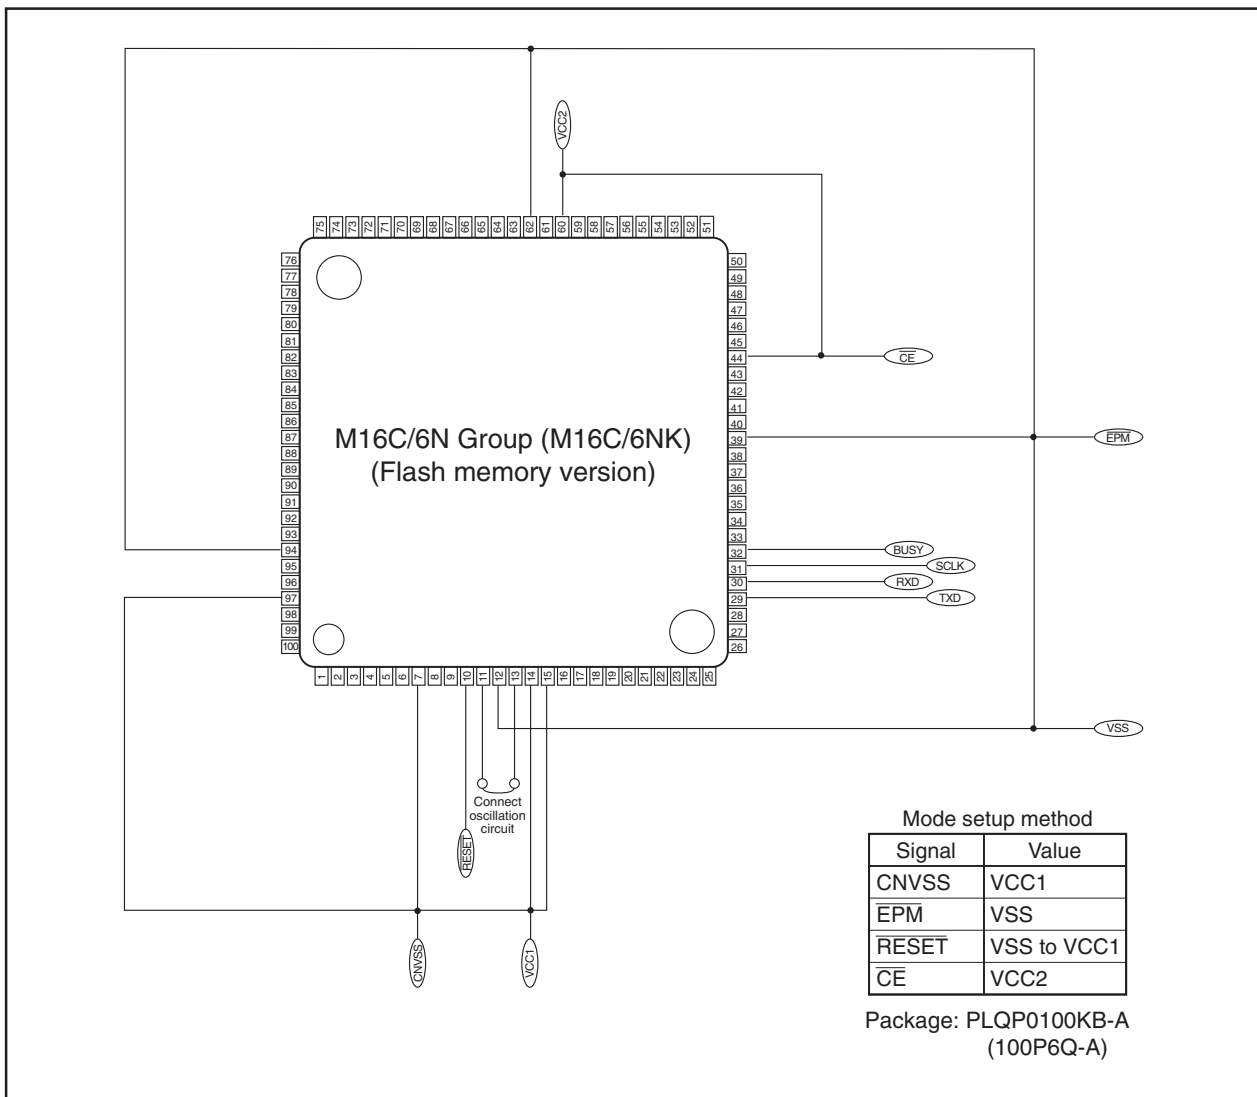 VCC2
75 74 73 72 71 70 69 68 67 66 65 64 63 62 61 60 59 58 57 56 55 54 53 52 51
76
77
78
79
80
81
82
83
84
85
86
87
88
89
90
91
92
93
94
95
96
97
98
99
100
M16C/6N Group (M16C/6NK)
(Flash memory version)
50
49
48
47
46
45
44
43
42
41
40
39
38
37
36
35
34
33
32
31
30
29
28
27
26
CE
EPM
BUSY
SCLK
RXD
TXD
1 2 3 4 5 6 7 8 9 10 11 12 13 14 15 16 17 18 19 20 21 22 23 24 25
VSS
Connect
oscillation
circuit
RESET
CNVSS
VCC1
Mode setup method
Signal Value
CNVSS VCC1
EPM VSS
RESET VSS to VCC1
CE VCC2
Package: PLQP0100KB-A
(100P6Q-A)